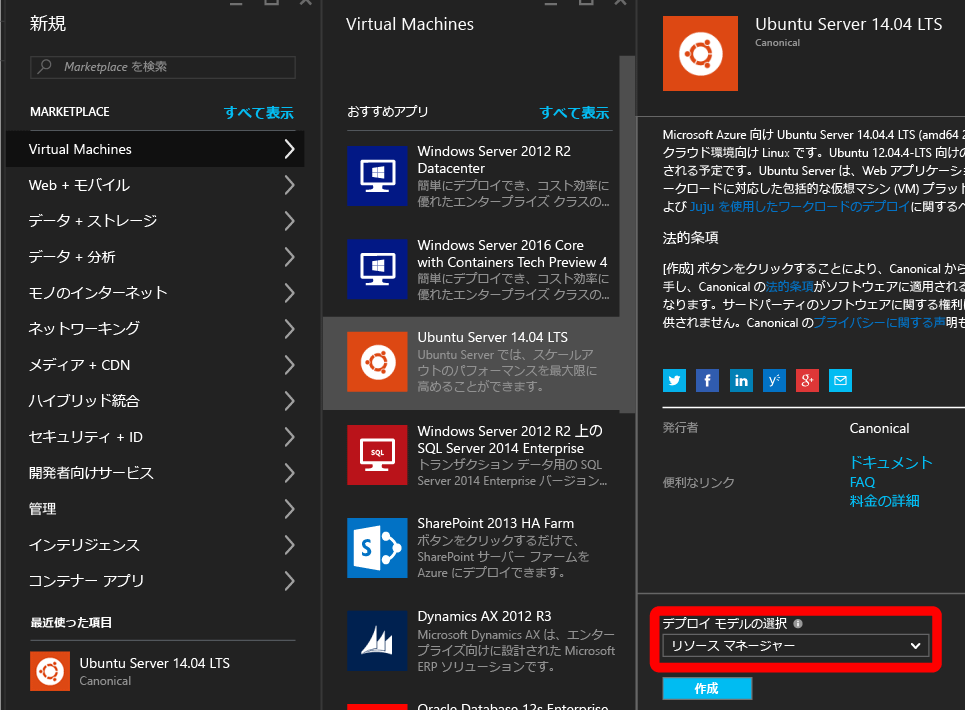 新規
Marketplace を検索
MARKETPLACE
すべて表示
Virtual Machines
Web + モバイル
データ + ストレージ
データ + 分析
モノのインターネット
ネットワーキング
メディア + CDN
ハイブリッド統合
セキュリティ + ID
開発者向けサービス
管理
インテリジェンス
コンテナー アプリ
最近使った項目
Ubuntu Server 14.04 LTS
Canonical
Virtual Machines
おすすめアプリ
すべて表示
Windows Server 2012 R2
Datacenter
簡単にデプロイでき、コスト効率に
優れたエンタープライズ クラスの...
Windows Server 2016 Core
with Containers Tech Preview 4
簡単にデプロイでき、コスト効率に
優れたエンタープライズ クラスの...
Ubuntu Server 14.04 LTS
Ubuntu Server では、スケールア
ウトのパフォーマンスを最大限に
高めることができます。
SQL
Windows Server 2012 R2 上の
SQL Server 2014 Enterprise
トランザクション データ用の SQL
Server 2014 Enterprise バージョン...
SharePoint 2013 HA Farm
ボタンをクリックするだけで、
SharePoint サーバー ファームを
Azure にデプロイできます。
Dynamics AX 2012 R3
Microsoft Dynamics AX は、エンター
プライズ向けに設計された Microsoft
ERP ソリューションです。
Oracle Database 12c Enterprise
Ubuntu Server 14.04 LTS
Canonical
Microsoft Azure 向け Ubuntu Server 14.04.4 LTS (amd64 2
クラウド環境向け Linux です。Ubuntu 12.04.4-LTS 向けの
される予定です。Ubuntu Server は、Web アプリケーショ
ークロードに対応した包括的な仮想マシン (VM) プラット
よび Juju を使用したワークロードのデプロイに関するヘ
法的条項
[作成] ボタンをクリックすることにより、Canonical から
手し、Canonical の法的条項がソフトウェアに適用される
なります。サードパーティのソフトウェアに関する権利
供されません。Canonical のプライバシーに関する声明も
発行者
Canonical
便利なリンク
ドキュメント
FAQ
料金の詳細
デプロイ モデルの選択
リソース マネージャー
作成